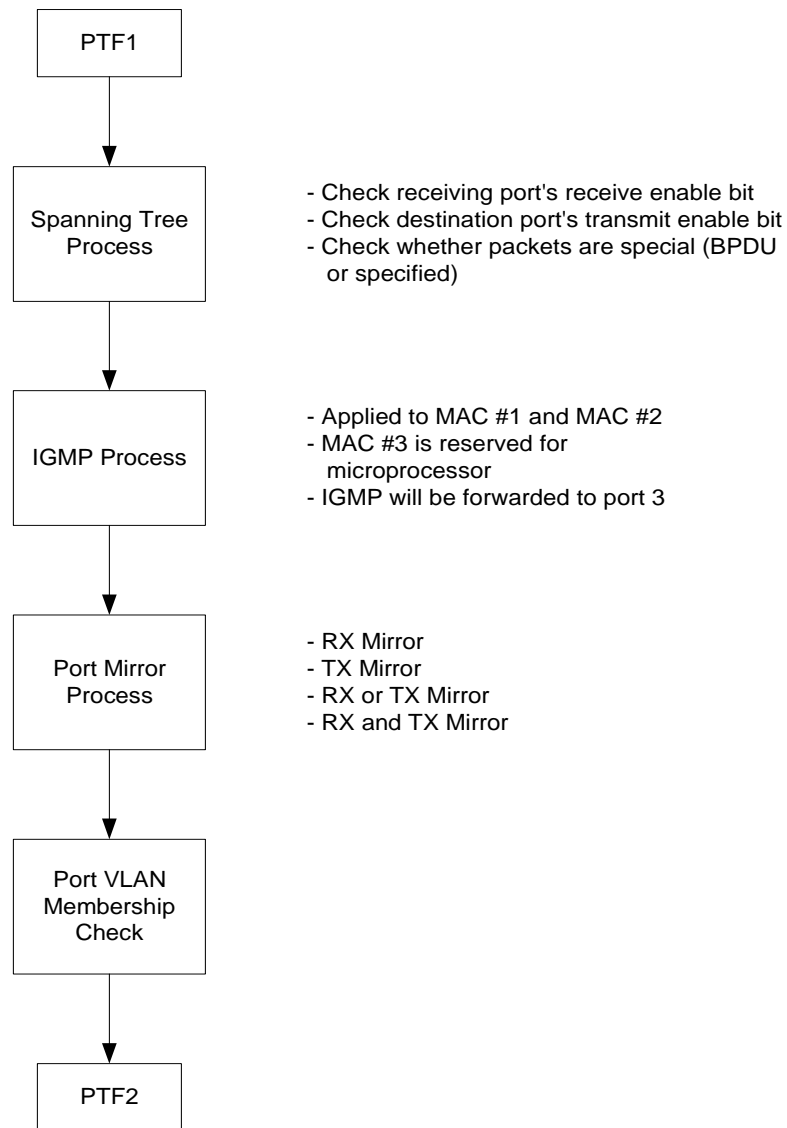 PTF1
Spanning Tree
Process
- Check receiving port's receive enable bit
- Check destination port's transmit enable bit
- Check whether packets are special (BPDU
or specified)
IGMP Process
- Applied to MAC #1 and MAC #2
- MAC #3 is reserved for
microprocessor
- IGMP will be forwarded to port 3
Port Mirror
Process
- RX Mirror
- TX Mirror
- RX or TX Mirror
- RX and TX Mirror
Port VLAN
Membership
Check
PTF2